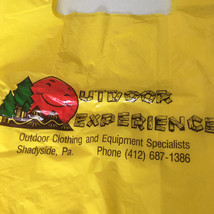 OUTDOOR
EXPERIENCE
Outdoor Clothing and Equipment Specialists
Shadyside, Pa. Phone (412) 687-1386